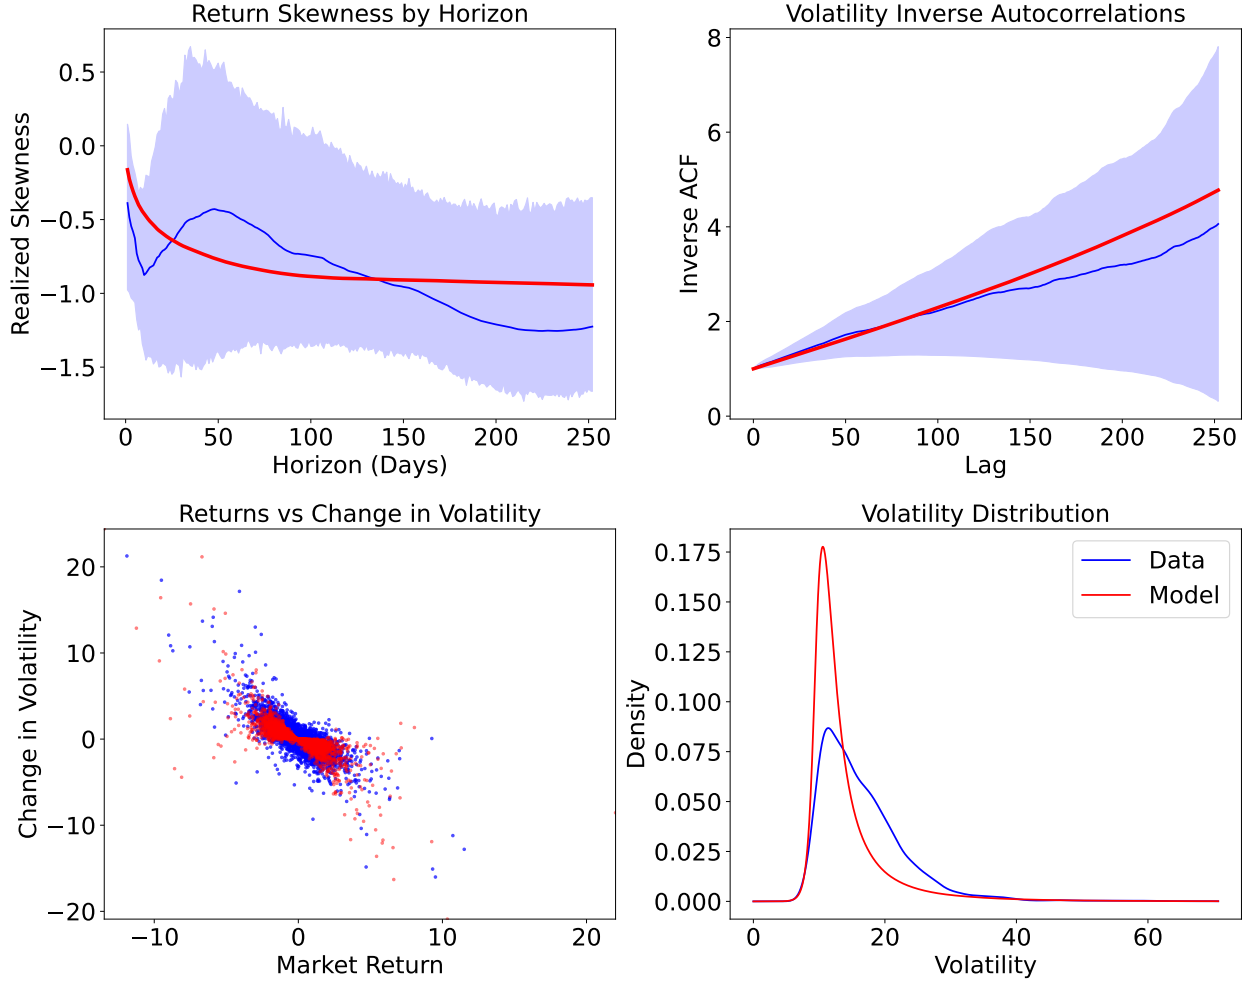 Return Skewness by Horizon
Realized Skewness
0.5
0.0
−0.5
−1.0
−1.5
0 50 100 150 200 250
Horizon (Days)
Volatility Inverse Autocorrelations
Inverse ACF
8
6
4
2
0
0 50 100 150 200 250
Lag
Returns vs Change in Volatility
Change in Volatility
20
10
0
−10
−20
−10 0 10 20
Market Return
Volatility Distribution
Density
0.175
0.150
0.125
0.100
0.075
0.050
0.025
0.000
Data
Model
0 20 40 60
Volatility